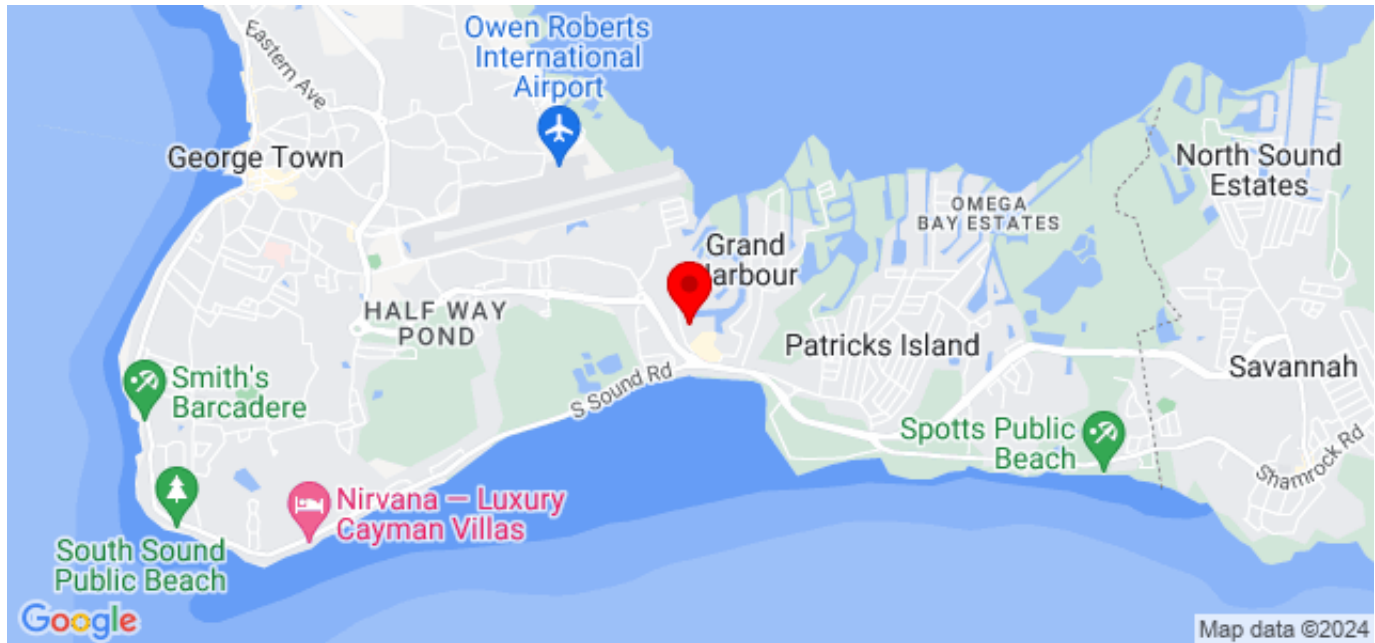 Owen Roberts
International
Airport
Eastern Ave
George Town
North Sound
Estates
OMEGA
BAY ESTATES
Grand
Harbour
HALF WAY
POND
Patricks Island
Savannah
Smith's
Barcadere
S Sound Rd
Spotts Public
Beach
Shamrock Rd
Nirvana — Luxury
Cayman Villas
South Sound
Public Beach
Google
Map data ©2024